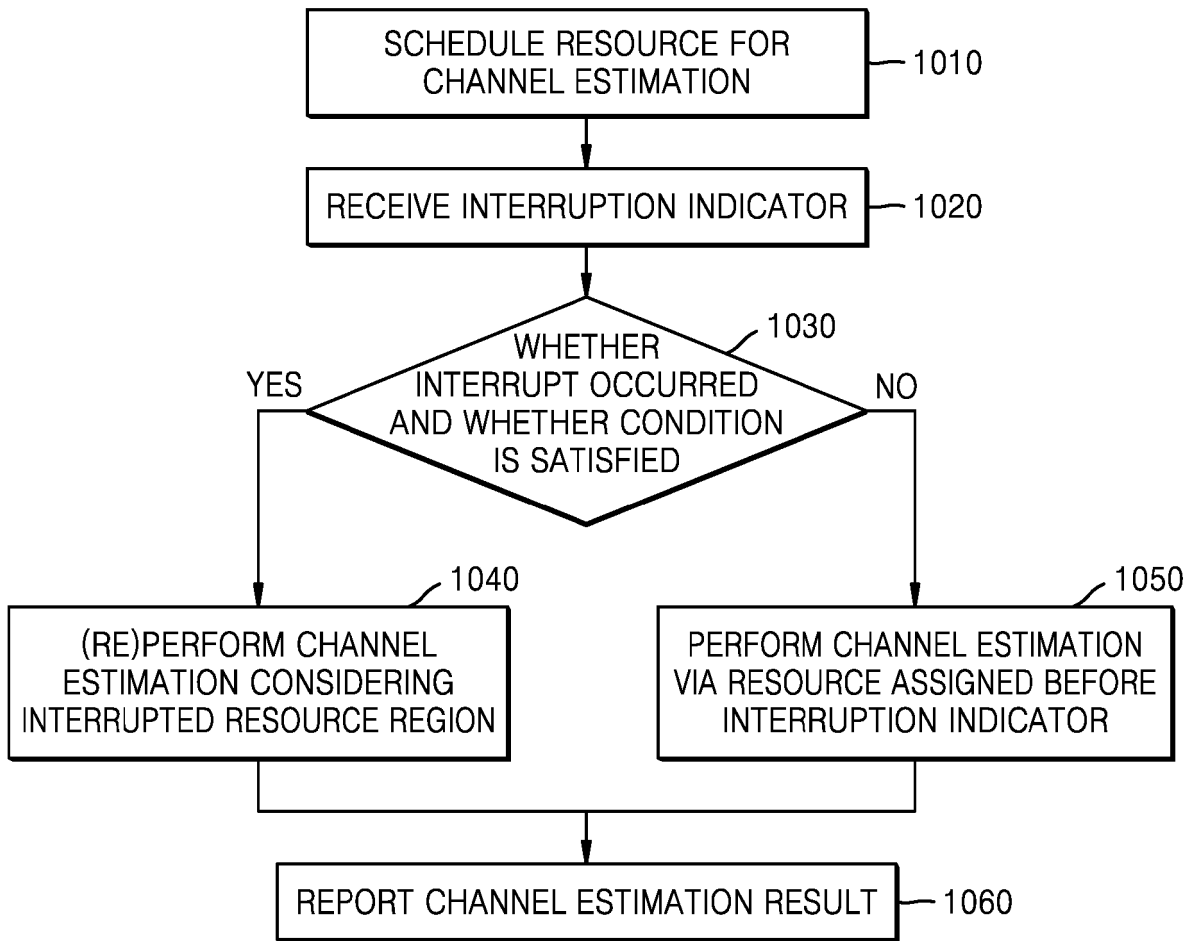 SCHEDULE RESOURCE FOR
CHANNEL ESTIMATION
1010
RECEIVE INTERRUPTION INDICATOR
1020
1030
WHETHER
INTERRUPT OCCURRED
AND WHETHER CONDITION
IS SATISFIED
YES
NO
1040
(RE)PERFORM CHANNEL
ESTIMATION CONSIDERING
INTERRUPTED RESOURCE REGION
1050
PERFORM CHANNEL ESTIMATION
VIA RESOURCE ASSIGNED BEFORE
INTERRUPTION INDICATOR
REPORT CHANNEL ESTIMATION RESULT
1060